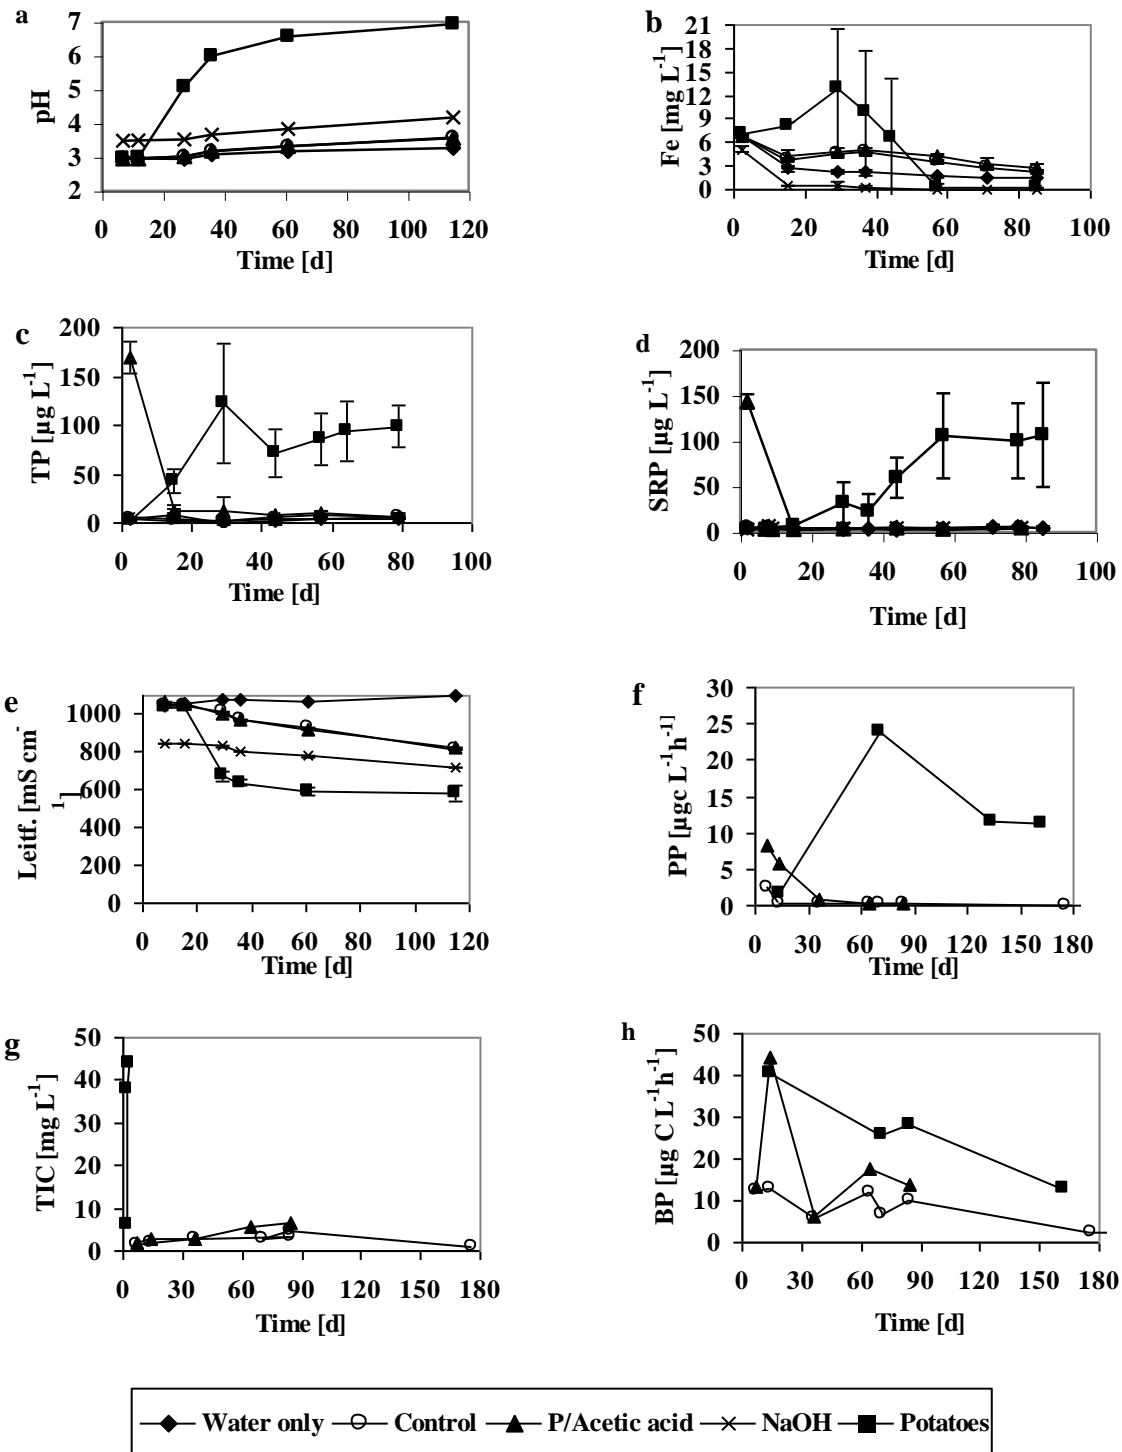 a
7
6
5
4
3
2
pH
0 20 40 60 80 100 120
Time [d]
b
21
18
15
12
9
6
3
0
Fe [mg L-1]
0 20 40 60 80 100
Time [d]
c
200
150
100
50
0
TP [µg L-1]
0 20 40 60 80 100
Time [d]
d
200
150
100
50
0
SRP [µg L-1]
0 20 40 60 80 100
Time [d]
e
1000
800
600
400
200
0
Leitf. [mS cm-
1]
0 20 40 60 80 100 120
Time [d]
f
30
25
20
15
10
5
0
PP [µgc L-1h-1]
0 30 60 90 120 150 180
Time [d]
g
50
40
30
20
10
0
TIC [mg L-1]
0 30 60 90 120 150 180
Time [d]
h
50
40
30
20
10
0
BP [µg C L-1h-1]
0 30 60 90 120 150 180
Time [d]
Water only Control P/Acetic acid NaOH Potatoes